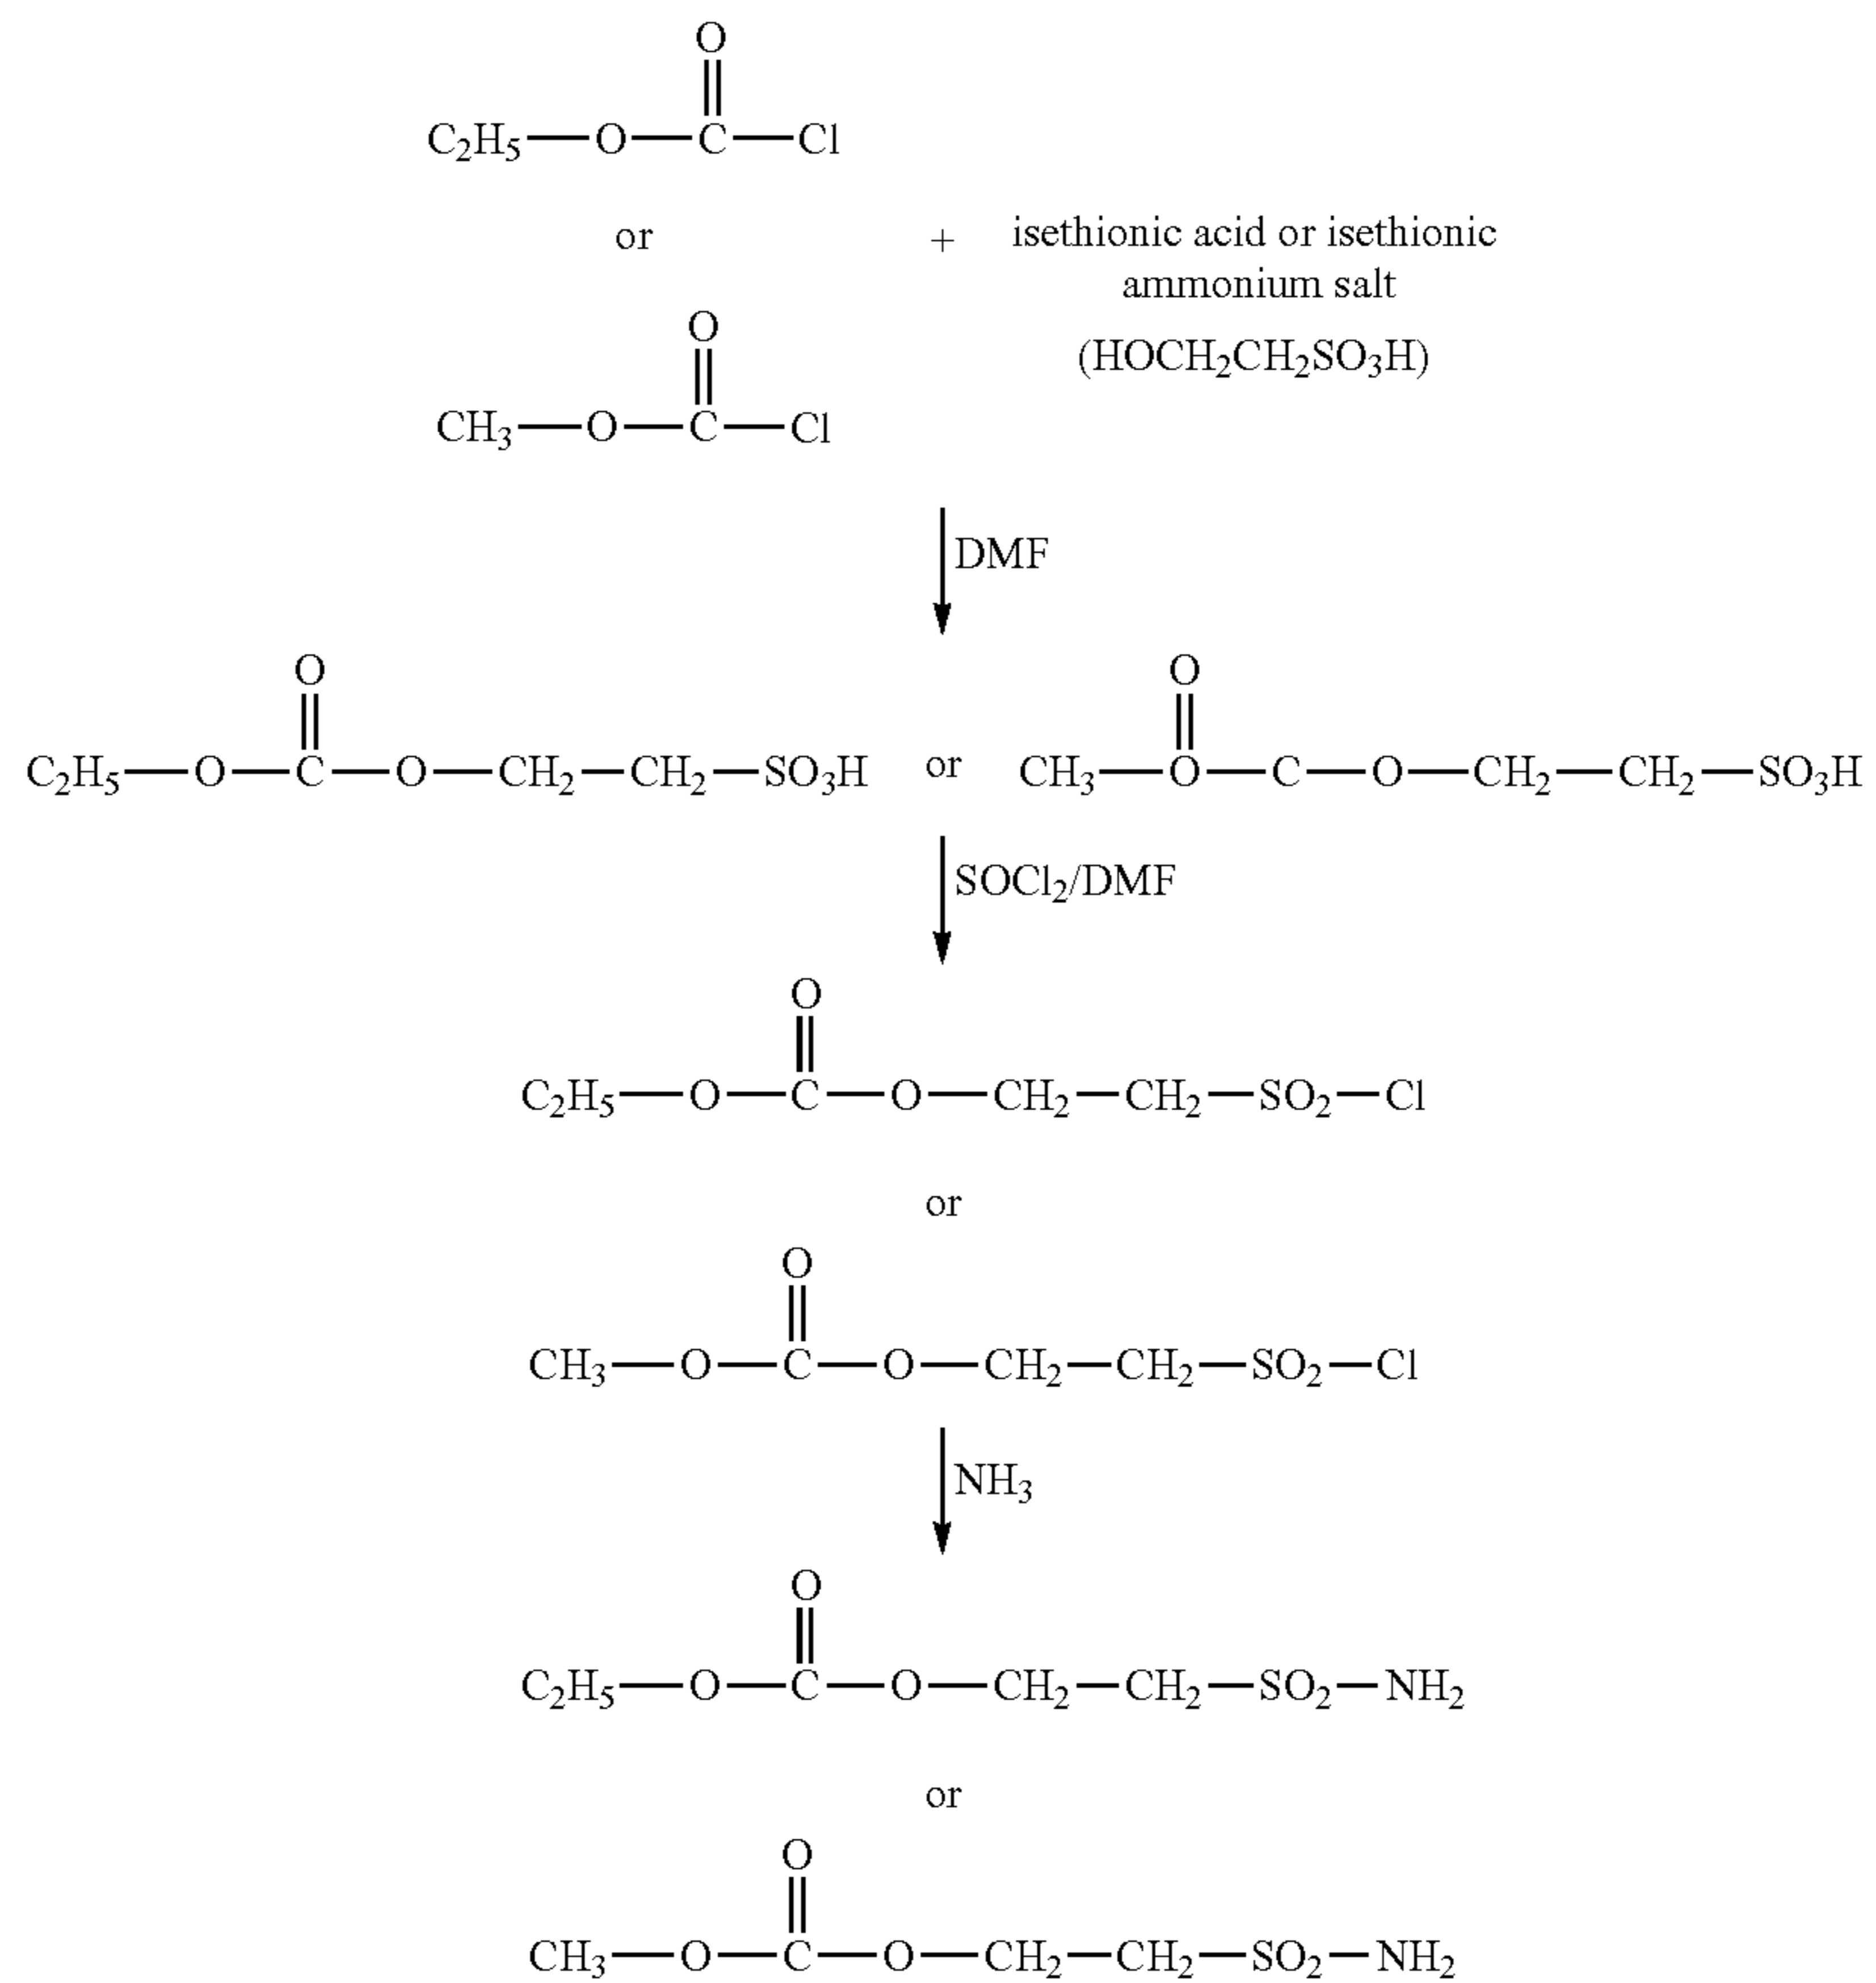 O
C₂H₅—O—C—Cl
or + isethionic acid or isethionic
ammonium salt
O
(HOCH₂CH₂SO₃H)
CH₃—O—C—Cl
DMF
O O
C₂H₅—O—C—O—CH₂—CH₂—SO₃H or CH₃—O—C—O—CH₂—CH₂—SO₃H
SOCl₂/DMF
O
C₂H₅—O—C—O—CH₂—CH₂—SO₂—Cl
or
O
CH₃—O—C—O—CH₂—CH₂—SO₂—Cl
NH₃
O
C₂H₅—O—C—O—CH₂—CH₂—SO₂—NH₂
or
O
CH₃—O—C—O—CH₂—CH₂—SO₂—NH₂